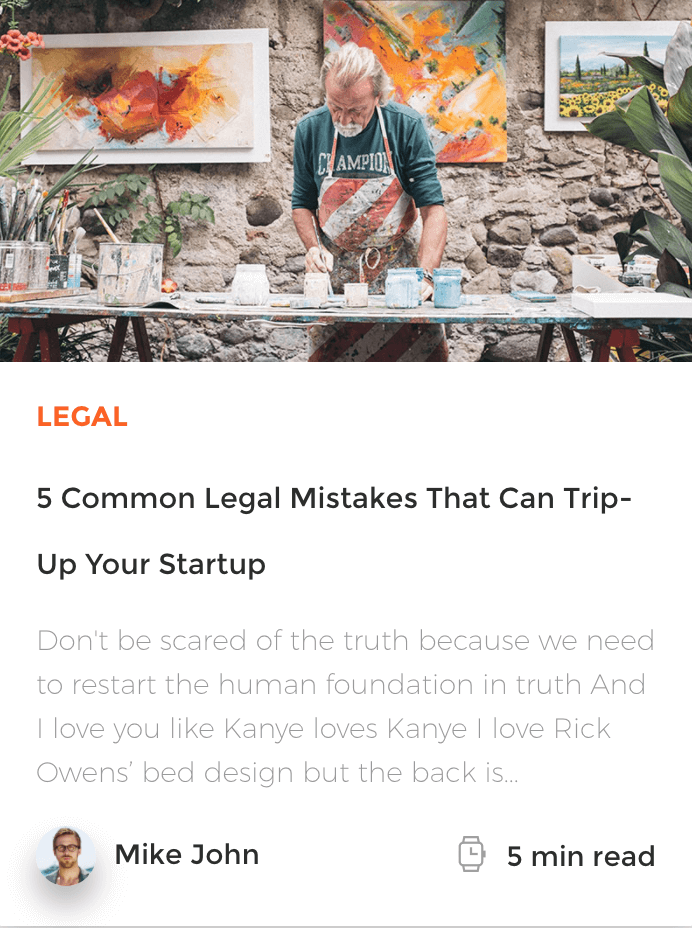 CHAMPION
LEGAL
5 Common Legal Mistakes That Can Trip-
Up Your Startup
Don't be scared of the truth because we need
to restart the human foundation in truth And
I love you like Kanye loves Kanye I love Rick
Owens’ bed design but the back is...
Mike John
5 min read